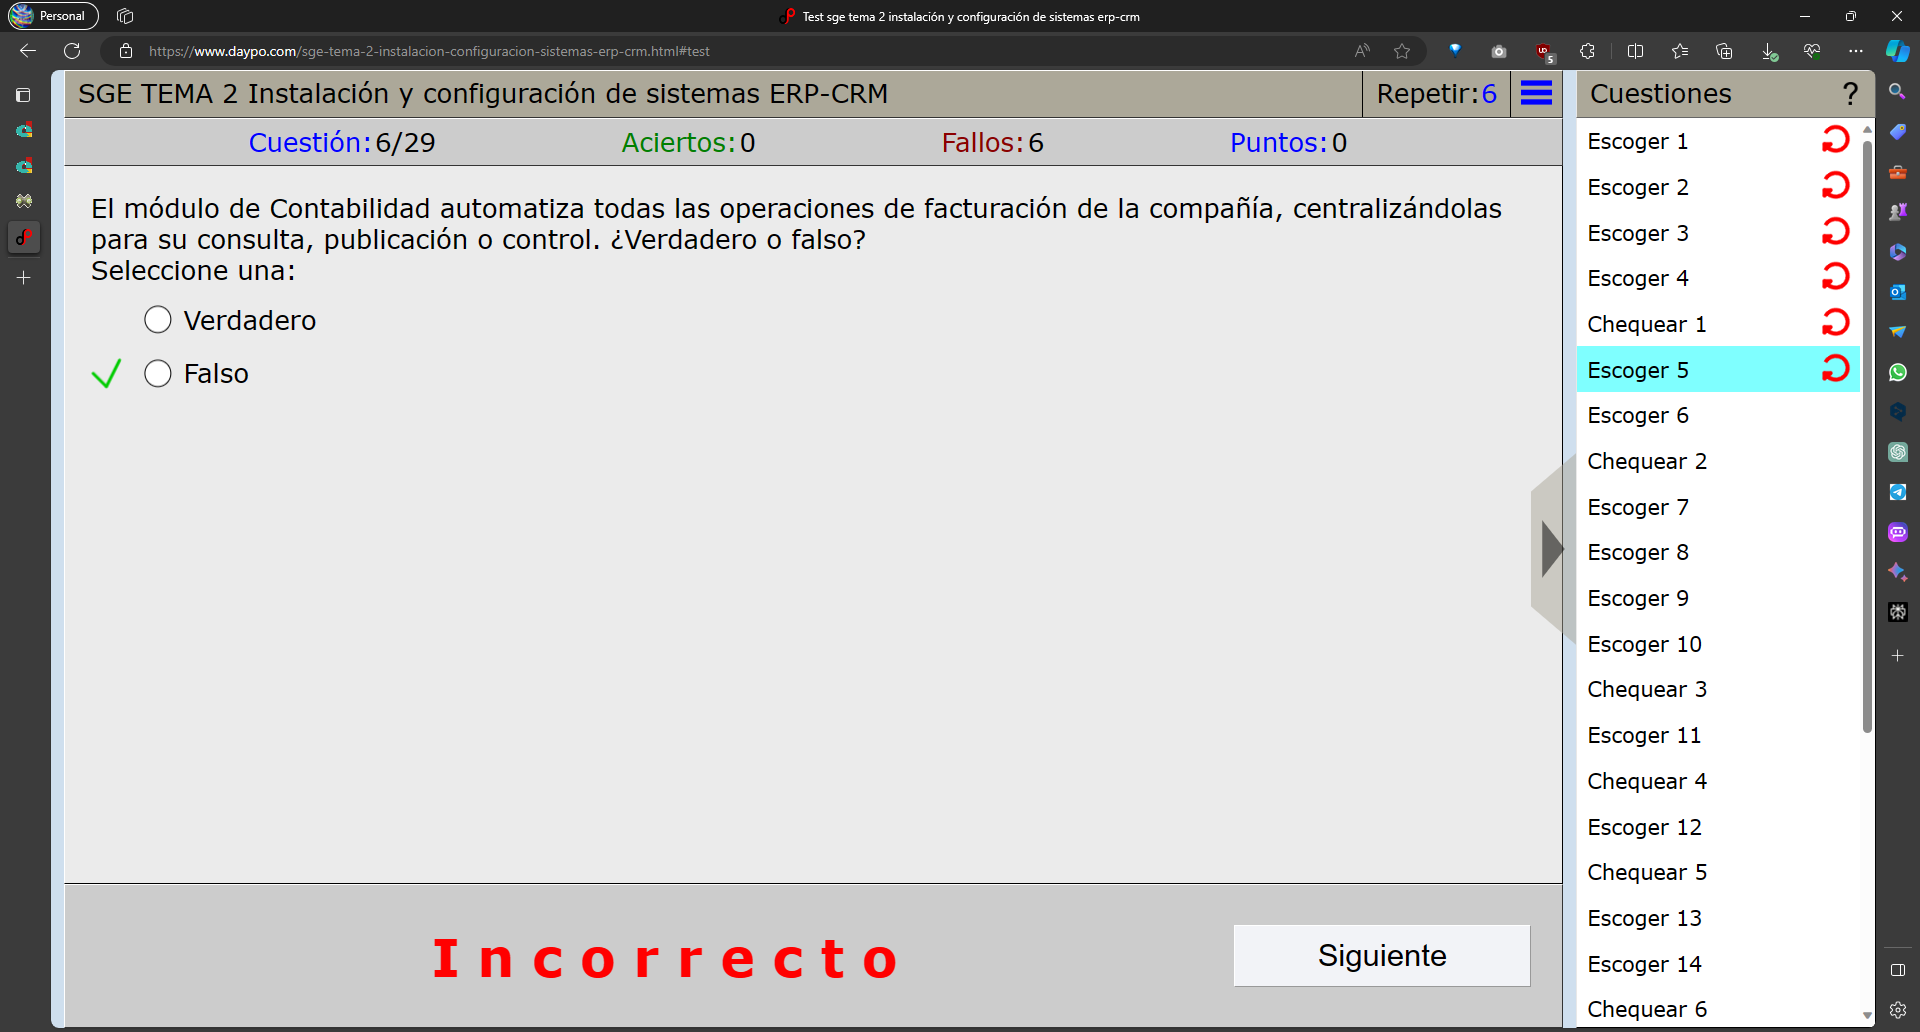 Personal
Test sge tema 2 instalación y configuración de sistemas erp-crm
https://www.daypo.com/sge-tema-2-instalacion-configuracion-sistemas-erp-crm.html#test
5
SGE TEMA 2 Instalación y configuración de sistemas ERP-CRM
Repetir:6
Cuestión:6/29
Aciertos:0
Fallos:6
Puntos:0
El módulo de Contabilidad automatiza todas las operaciones de facturación de la compañía, centralizándolas
para su consulta, publicación o control. ¿Verdadero o falso?
Seleccione una:
Verdadero
Falso
Incorrecto
Siguiente
Cuestiones
?
Escoger 1
Escoger 2
Escoger 3
Escoger 4
Chequear 1
Escoger 5
Escoger 6
Chequear 2
Escoger 7
Escoger 8
Escoger 9
Escoger 10
Chequear 3
Escoger 11
Chequear 4
Escoger 12
Chequear 5
Escoger 13
Escoger 14
Chequear 6